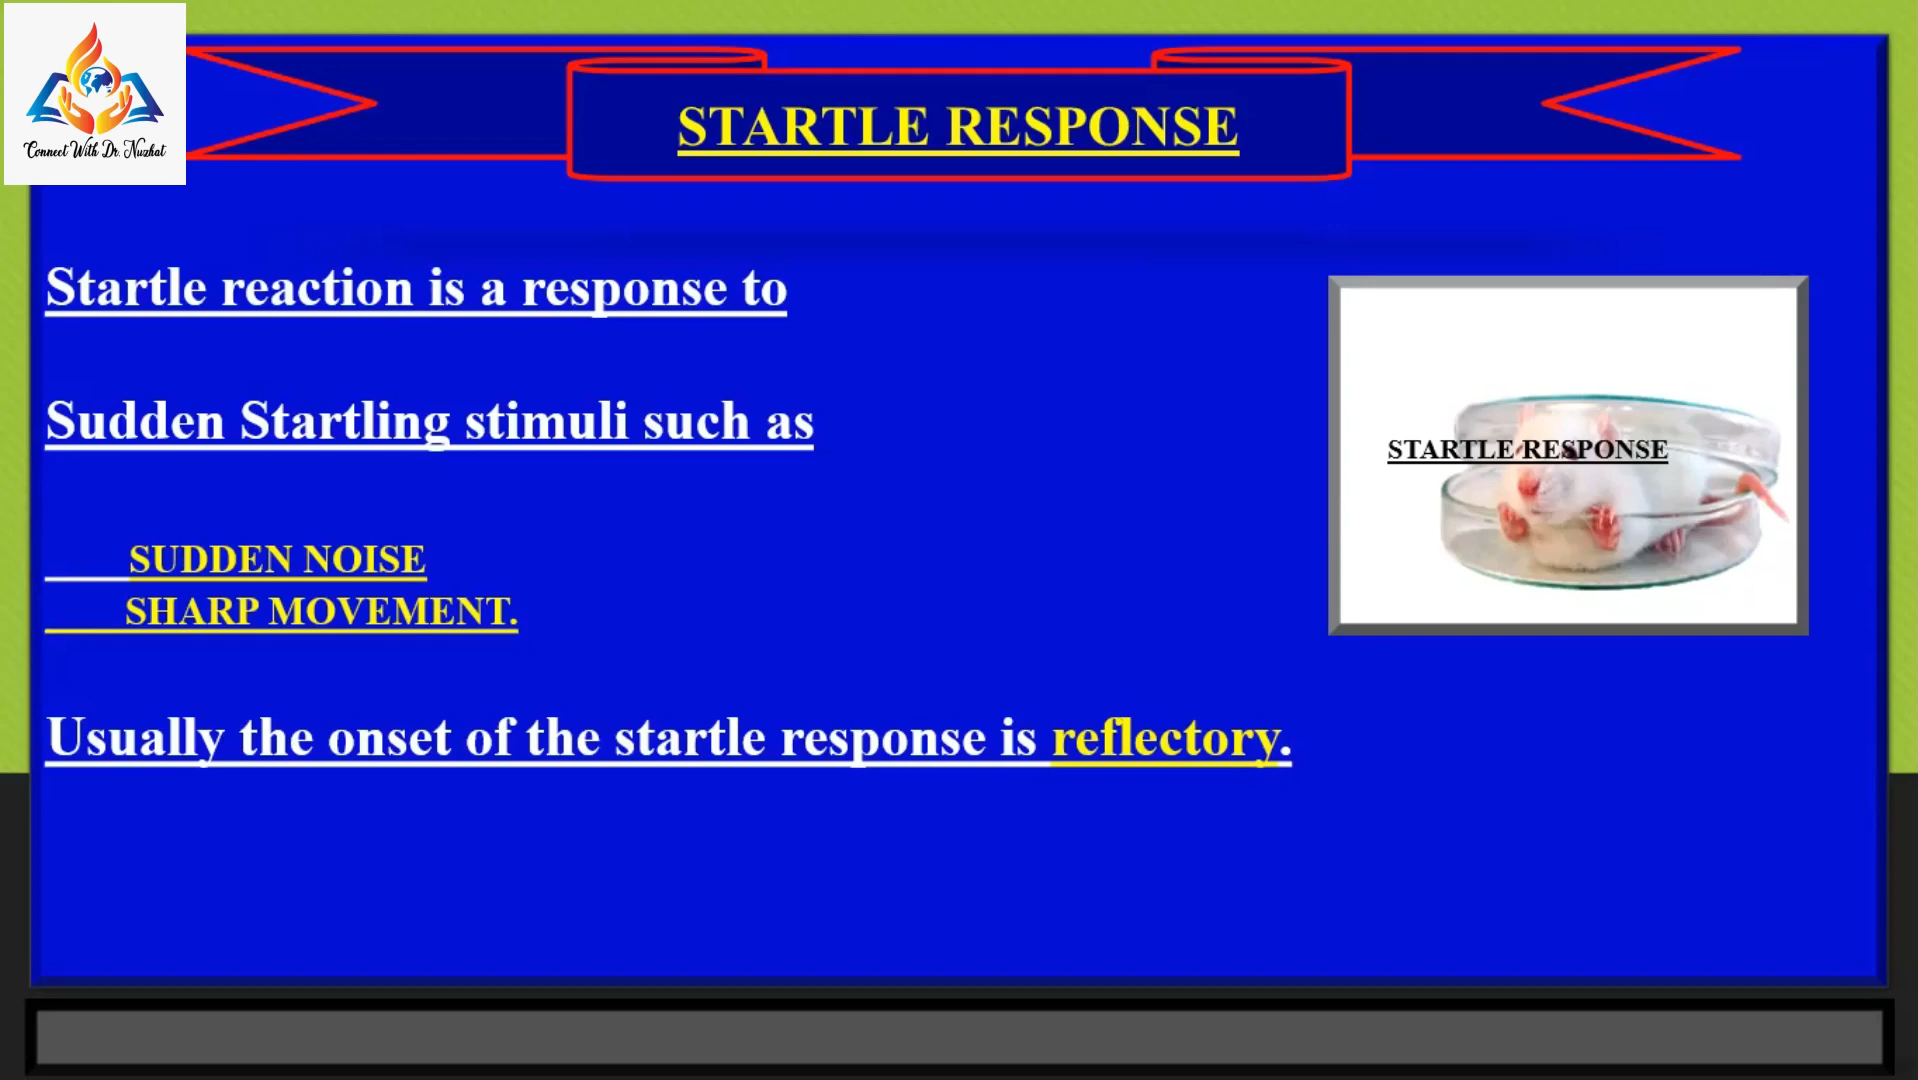 Connect With Dr. Nuzhat
STARTLE RESPONSE
Startle reaction is a response to
Sudden Startling stimuli such as
SUDDEN NOISE
SHARP MOVEMENT.
STARTLE RESPONSE
Usually the onset of the startle response is reflectory.